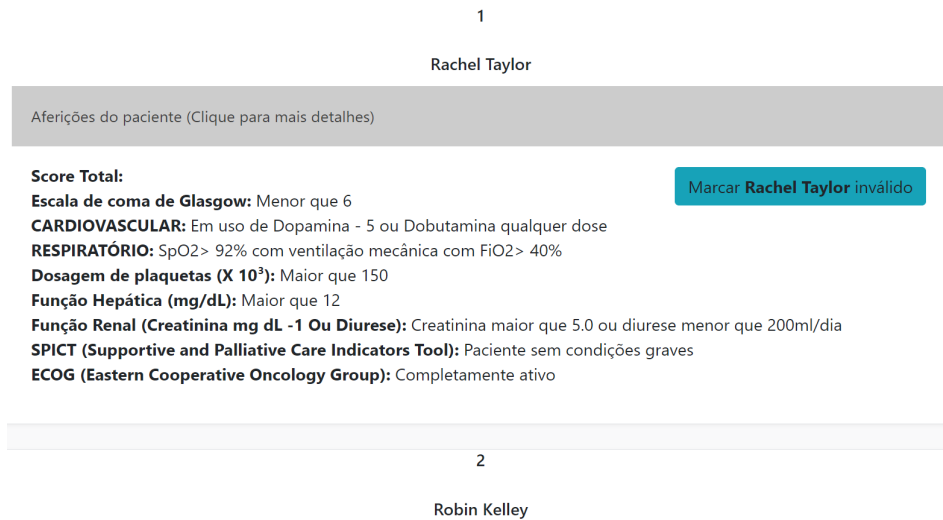 1
Rachel Taylor
Aferições do paciente (Clique para mais detalhes)
Score Total:
Marcar Rachel Taylor inválido
Escala de coma de Glasgow: Menor que 6
CARDIOVASCULAR: Em uso de Dopamina - 5 ou Dobutamina qualquer dose
RESPIRATÓRIO: SpO2> 92% com ventilação mecânica com FiO2> 40%
Dosagem de plaquetas (X 10³): Maior que 150
Função Hepática (mg/dL): Maior que 12
Função Renal (Creatinina mg dL -1 Ou Diurese): Creatinina maior que 5.0 ou diurese menor que 200ml/dia
SPICT (Supportive and Palliative Care Indicators Tool): Paciente sem condições graves
ECOG (Eastern Cooperative Oncology Group): Completamente ativo
2
Robin Kelley